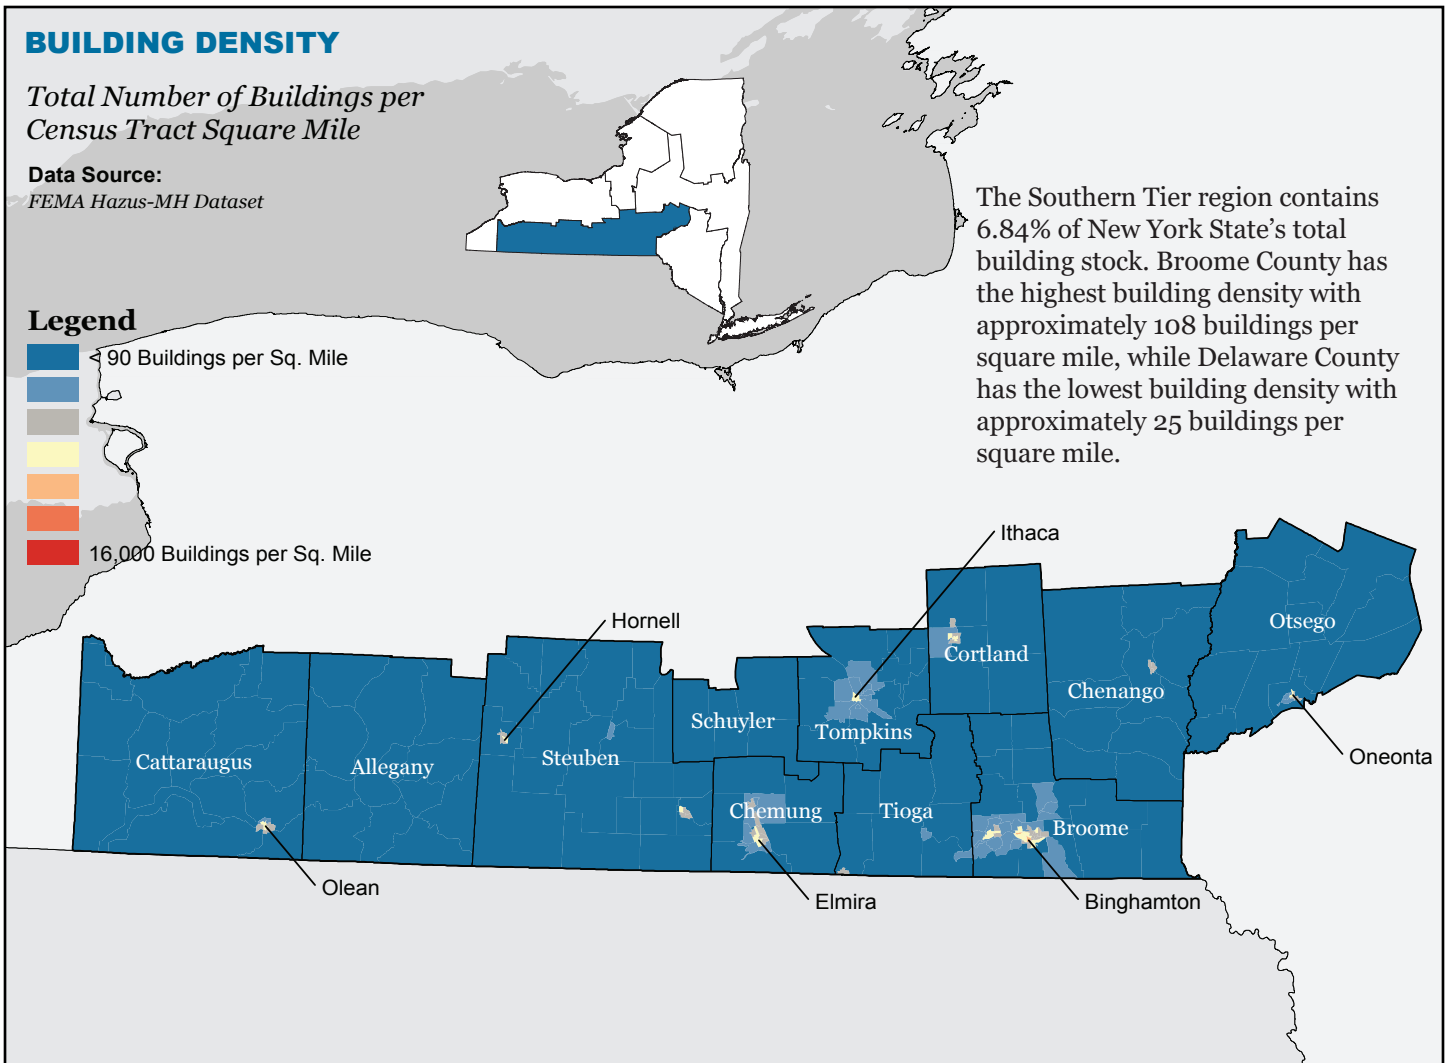 BUILDING DENSITY
Total Number of Buildings per
Census Tract Square Mile
Data Source:
FEMA Hazus-MH Dataset
The Southern Tier region contains
6.84% of New York State’s total
building stock. Broome County has
the highest building density with
approximately 108 buildings per
square mile, while Delaware County
has the lowest building density with
approximately 25 buildings per
square mile.
Legend
< 90 Buildings per Sq. Mile
16,000 Buildings per Sq. Mile
Ithaca
Hornell
Otsego
Cortland
Chenango
Schuyler
Tompkins
Steuben
Cattaraugus
Allegany
Oneonta
Chemung
Tioga
Broome
Olean
Elmira
Binghamton